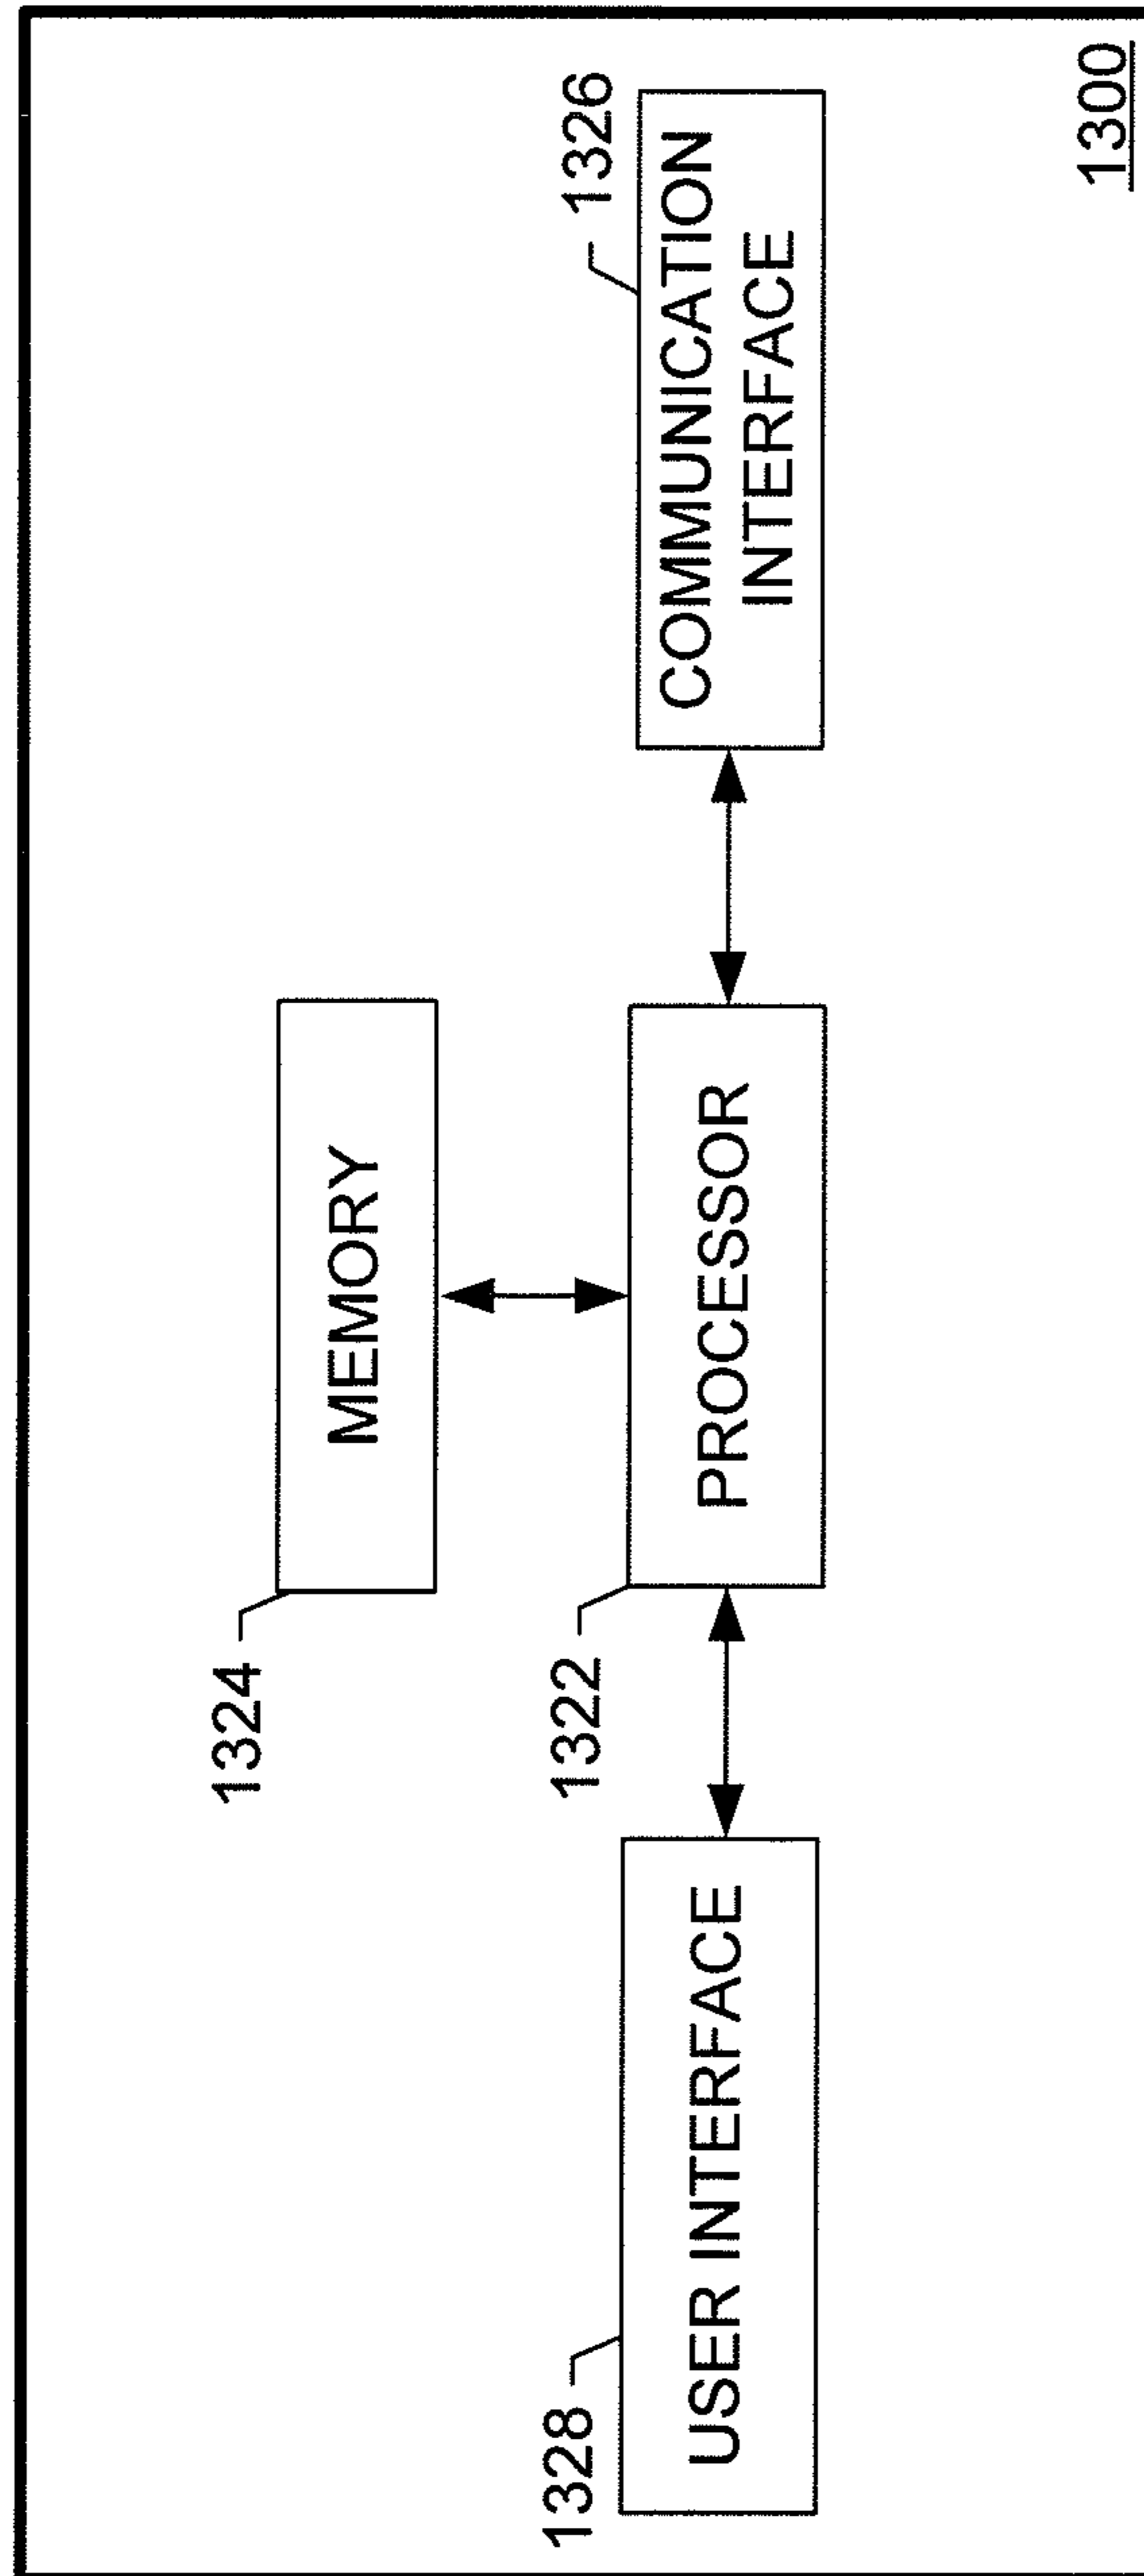 1324
MEMORY
1328
USER INTERFACE
1322
PROCESSOR
1326
COMMUNICATION
INTERFACE
1300